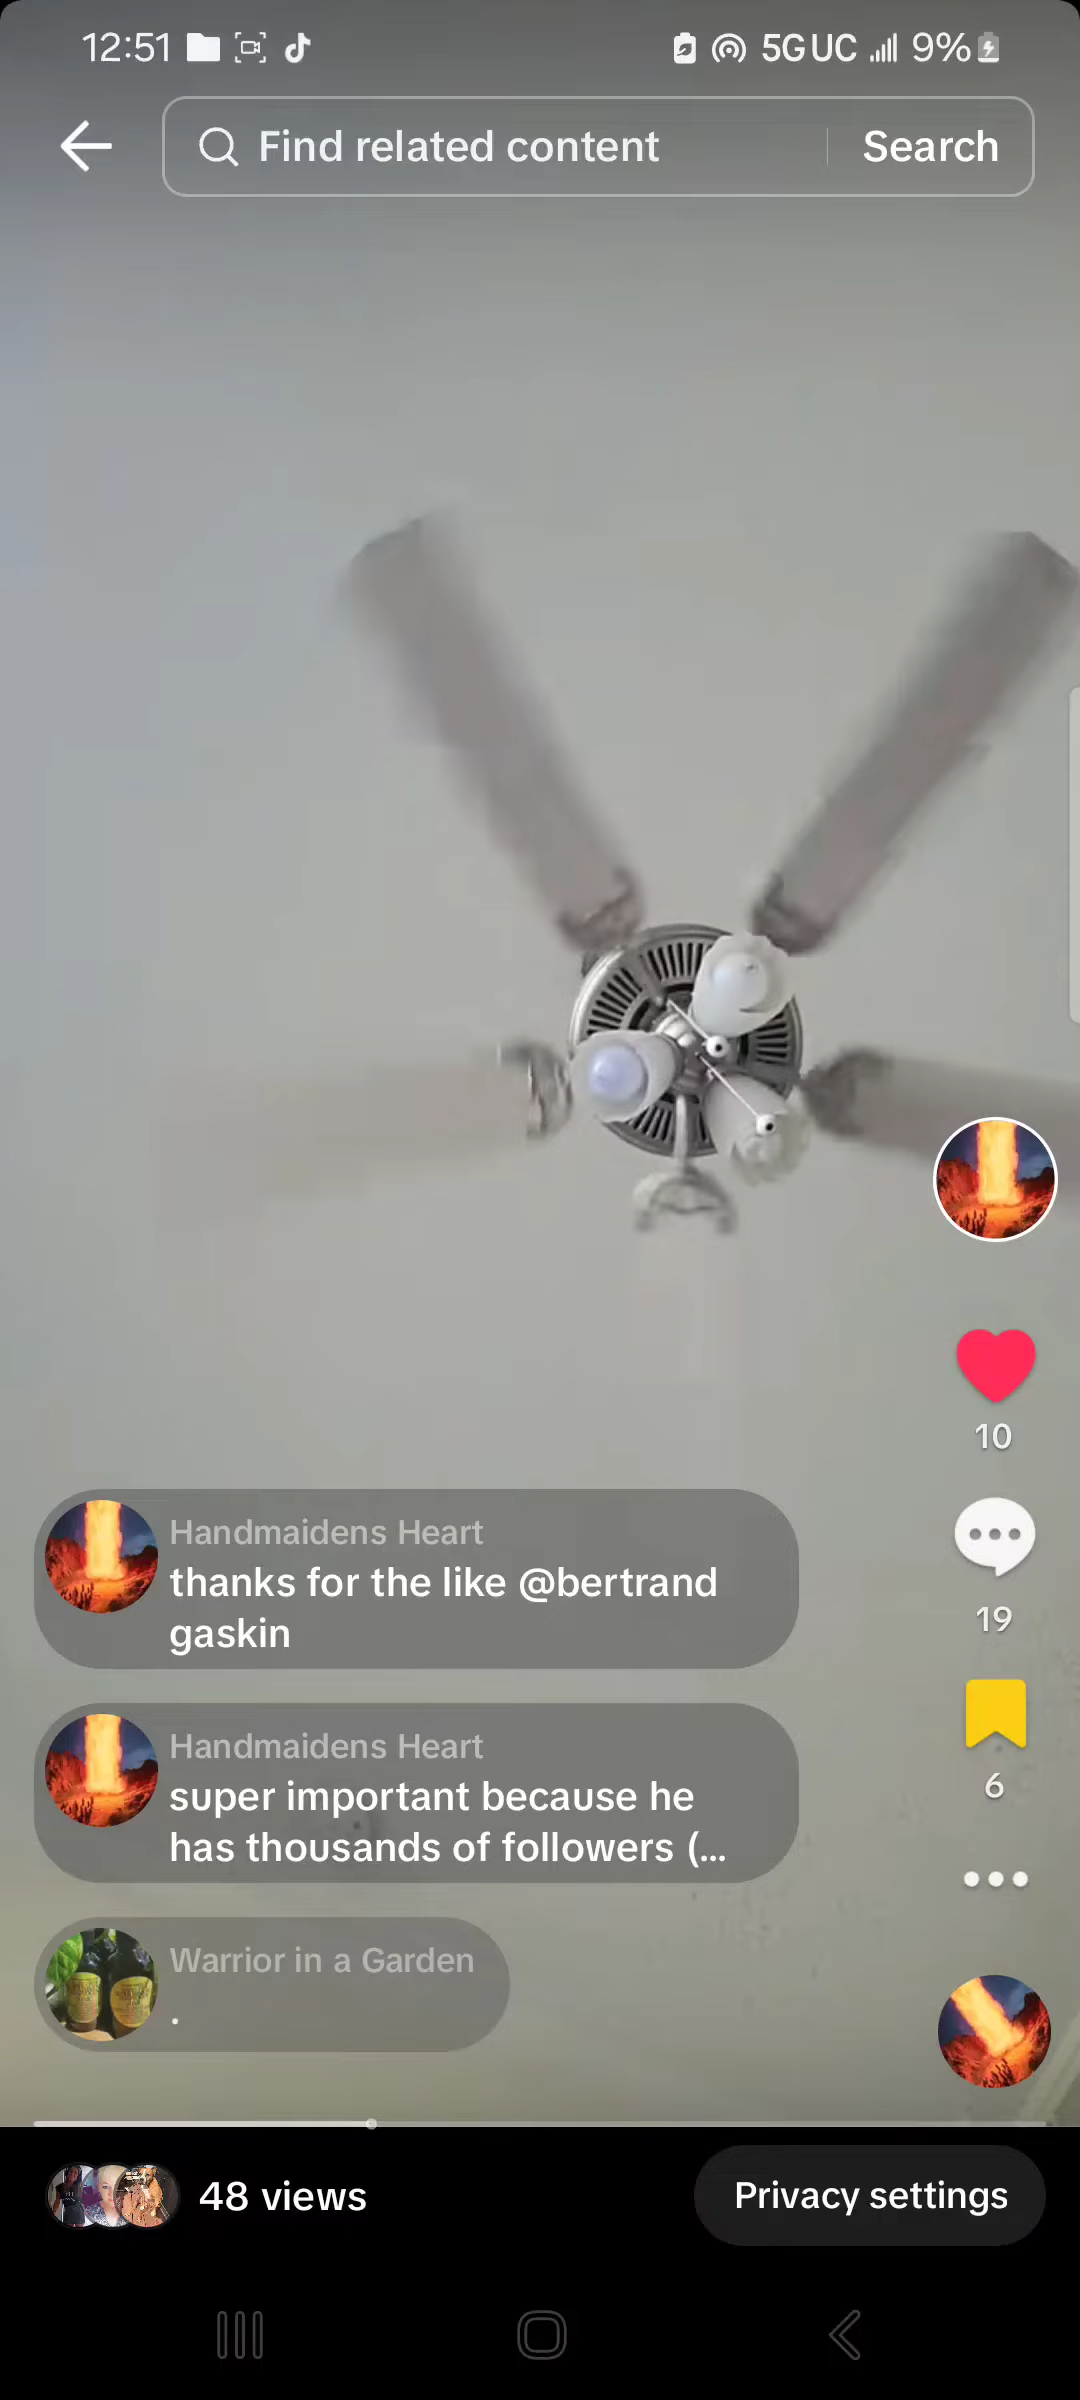 12:51
5G UC 9%
Find related content
Search
Handmaidens Heart
thanks for the like @bertrand
gaskin
Handmaidens Heart
super important because he
has thousands of followers (...
Warrior in a Garden
.
10
19
6
48 views
Privacy settings